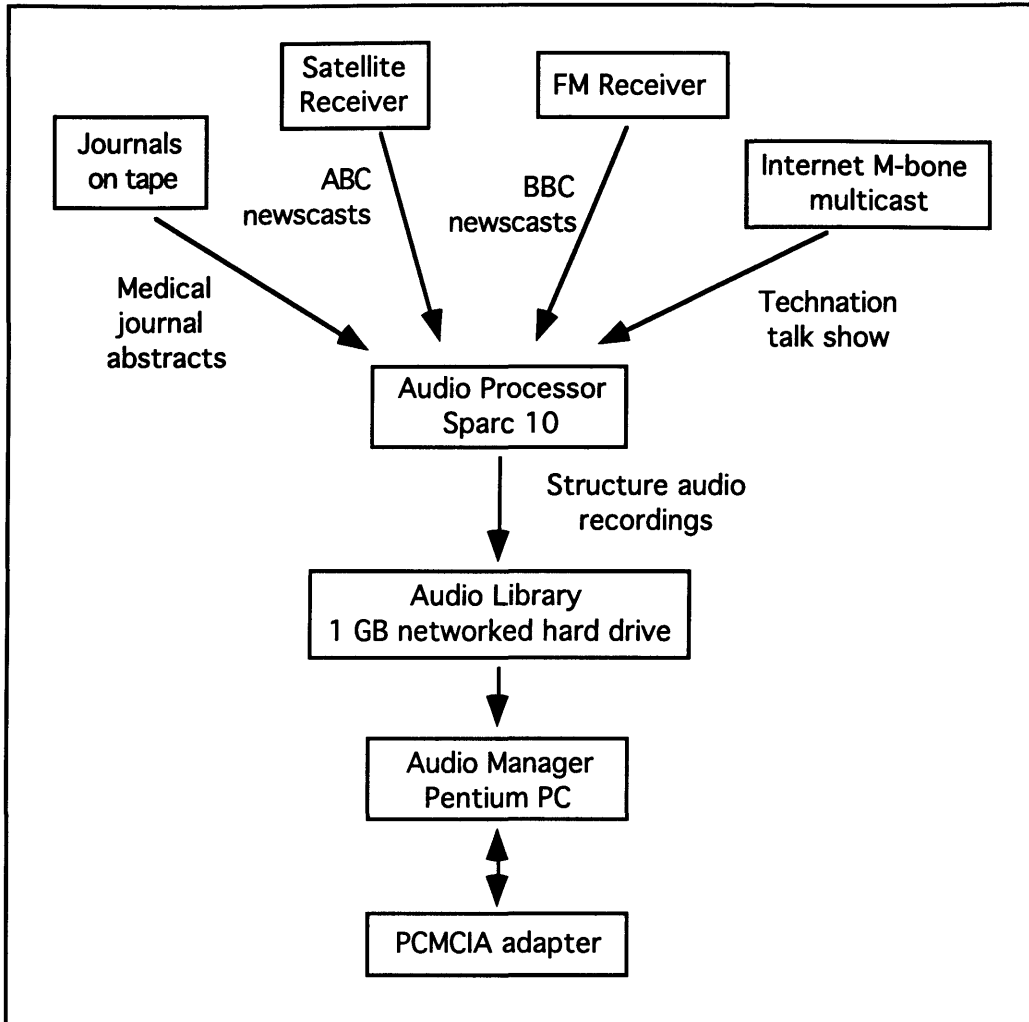 Satellite
Receiver
FM Receiver
Journals
on tape
Internet M-bone
multicast
ABC
newscasts
BBC
newscasts
Medical
journal
abstracts
Technation
talk show
Audio Processor
Sparc 10
Structure audio
recordings
Audio Library
1 GB networked hard drive
Audio Manager
Pentium PC
PCMCIA adapter